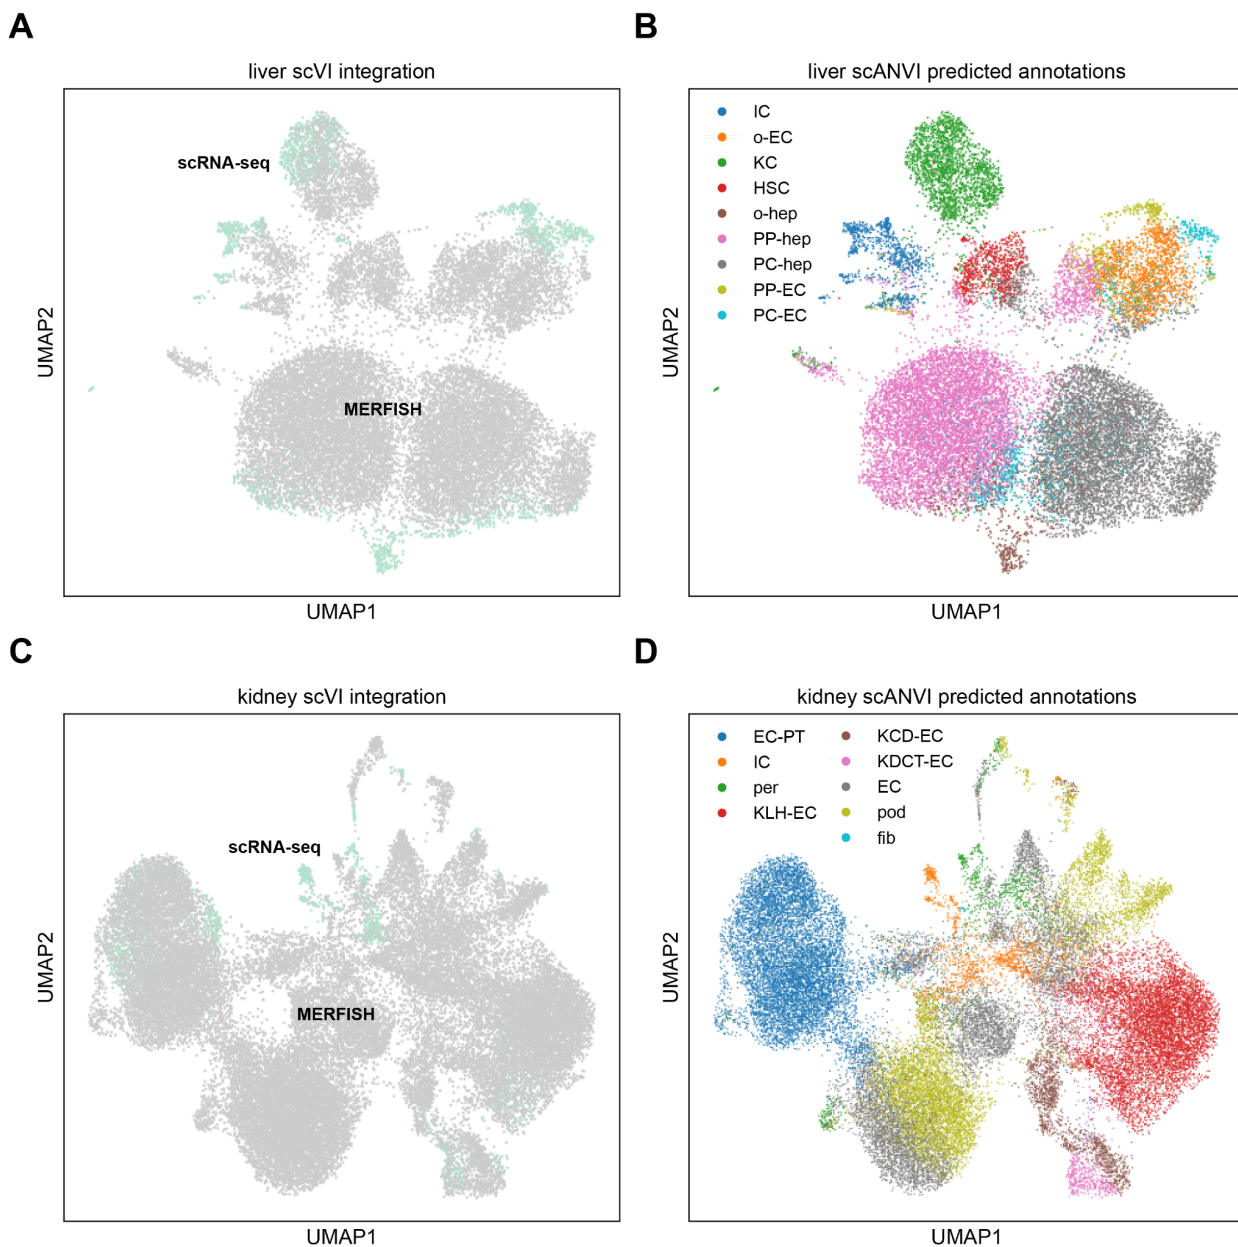 A
B
liver scVI integration
liver scANVI predicted annotations
scRNA-seq
MERFISH
UMAP2
UMAP1
IC
o-EC
KC
HSC
o-hep
PP-hep
PC-hep
PP-EC
PC-EC
UMAP2
UMAP1
C
D
kidney scVI integration
kidney scANVI predicted annotations
scRNA-seq
MERFISH
UMAP2
UMAP1
EC-PT
IC
per
KLH-EC
KCD-EC
KDCT-EC
EC
pod
fib
UMAP2
UMAP1